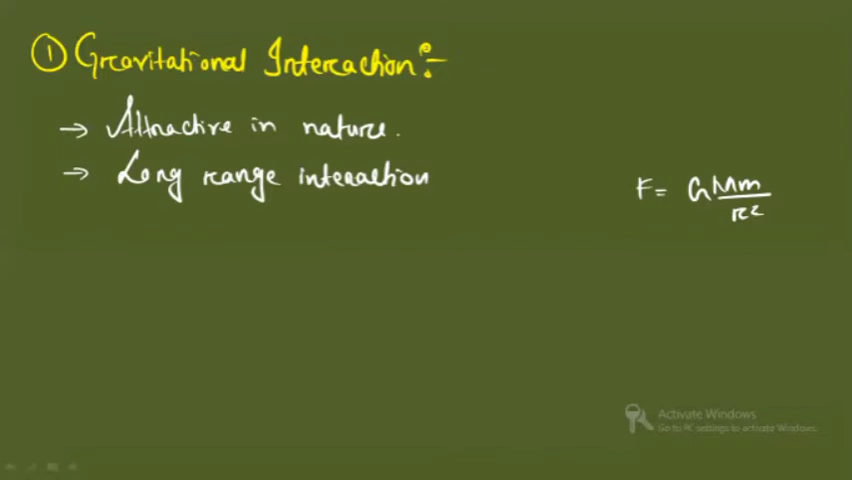 ① Gravitational Interaction :-
→ Attractive in nature.
→ Long range interaction
F = GMm/r²
Activate Windows
Go to PC settings to activate Windows.